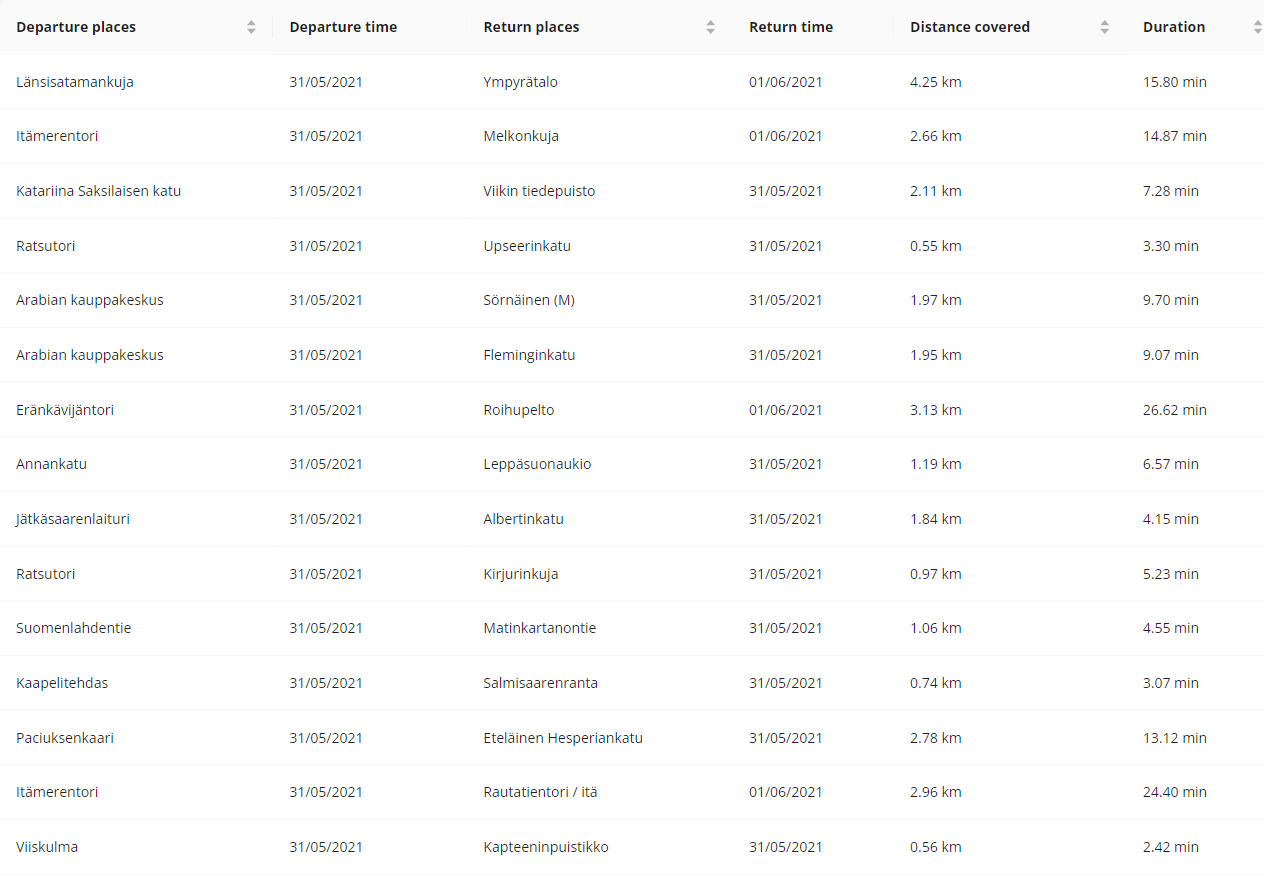 Departure places Departure time Return places Return time Distance covered Duration
Länsisatamankuja 31/05/2021 Ympyrätalo 01/06/2021 4.25 km 15.80 min
Itämerentori 31/05/2021 Melkonkuja 01/06/2021 2.66 km 14.87 min
Katariina Saksilaisen katu 31/05/2021 Viikin tiedepuisto 31/05/2021 2.11 km 7.28 min
Ratsutori 31/05/2021 Upseerinkatu 31/05/2021 0.55 km 3.30 min
Arabian kauppakeskus 31/05/2021 Sörnäinen (M) 31/05/2021 1.97 km 9.70 min
Arabian kauppakeskus 31/05/2021 Fleminginkatu 31/05/2021 1.95 km 9.07 min
Eränkävijäntori 31/05/2021 Roihupelto 01/06/2021 3.13 km 26.62 min
Annankatu 31/05/2021 Leppäsuonaukio 31/05/2021 1.19 km 6.57 min
Jätkäsaarenlaituri 31/05/2021 Albertinkatu 31/05/2021 1.84 km 4.15 min
Ratsutori 31/05/2021 Kirjurinkuja 31/05/2021 0.97 km 5.23 min
Suomenlahdentie 31/05/2021 Matinkartanontie 31/05/2021 1.06 km 4.55 min
Kaapelitehdas 31/05/2021 Salmisaarenranta 31/05/2021 0.74 km 3.07 min
Paciuksenkaari 31/05/2021 Eteläinen Hesperiankatu 31/05/2021 2.78 km 13.12 min
Itämerentori 31/05/2021 Rautatientori / itä 01/06/2021 2.96 km 24.40 min
Viiskulma 31/05/2021 Kapteeninpuistikko 31/05/2021 0.56 km 2.42 min